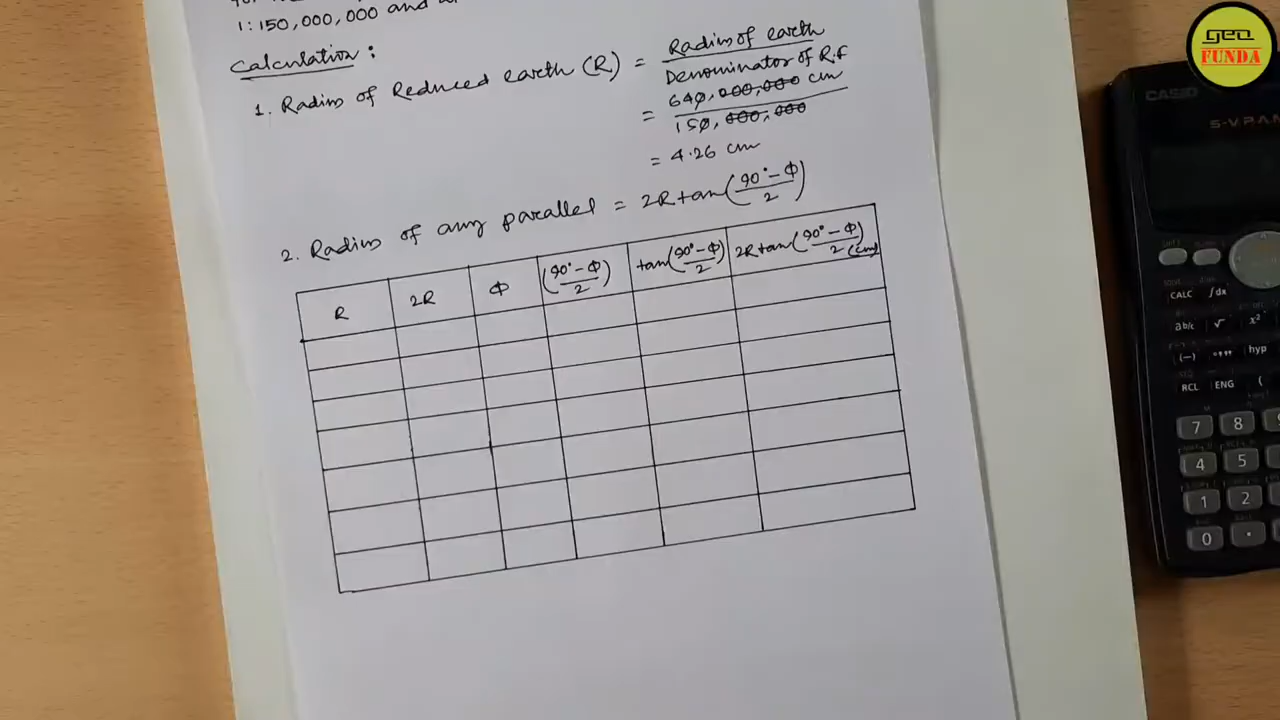 1:150,000,000 and
Calculation :
1. Radius of Reduced earth (R) = Radius of earth / Denominator of R.F
= 640,000,000 cm / 150,000,000
= 4.26 cm
2. Radius of any parallel = 2R tan(90°-Φ / 2)
R 2R Φ (90°-Φ / 2) tan(90°-Φ / 2) 2R tan(90°-Φ / 2) (cm)
geo
FUNDA
CASIO
S-V.P.A.
CALC ∫dx
ab/c √ x²
(−) °,,, hyp
RCL ENG (
7 8
4 5
1 2
0 ·